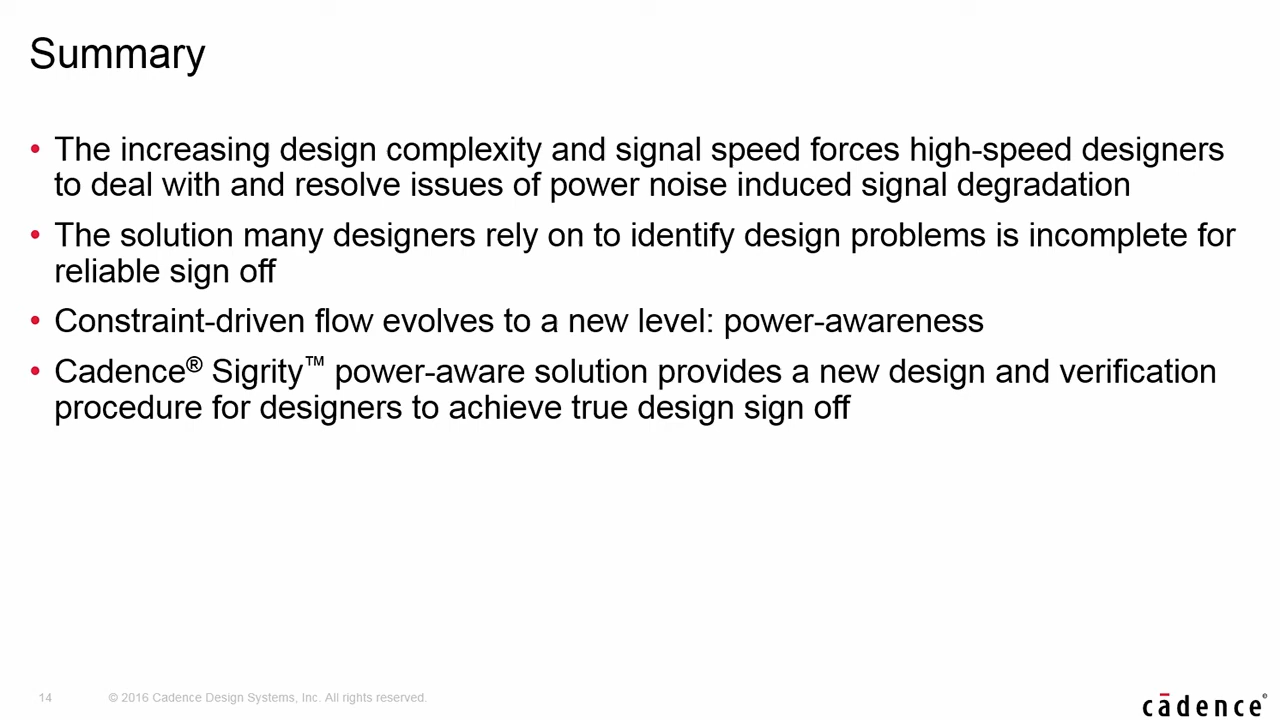 Summary
• The increasing design complexity and signal speed forces high-speed designers
to deal with and resolve issues of power noise induced signal degradation
• The solution many designers rely on to identify design problems is incomplete for
reliable sign off
• Constraint-driven flow evolves to a new level: power-awareness
• Cadence® Sigrity™ power-aware solution provides a new design and verification
procedure for designers to achieve true design sign off
14 © 2016 Cadence Design Systems, Inc. All rights reserved.
cādence®